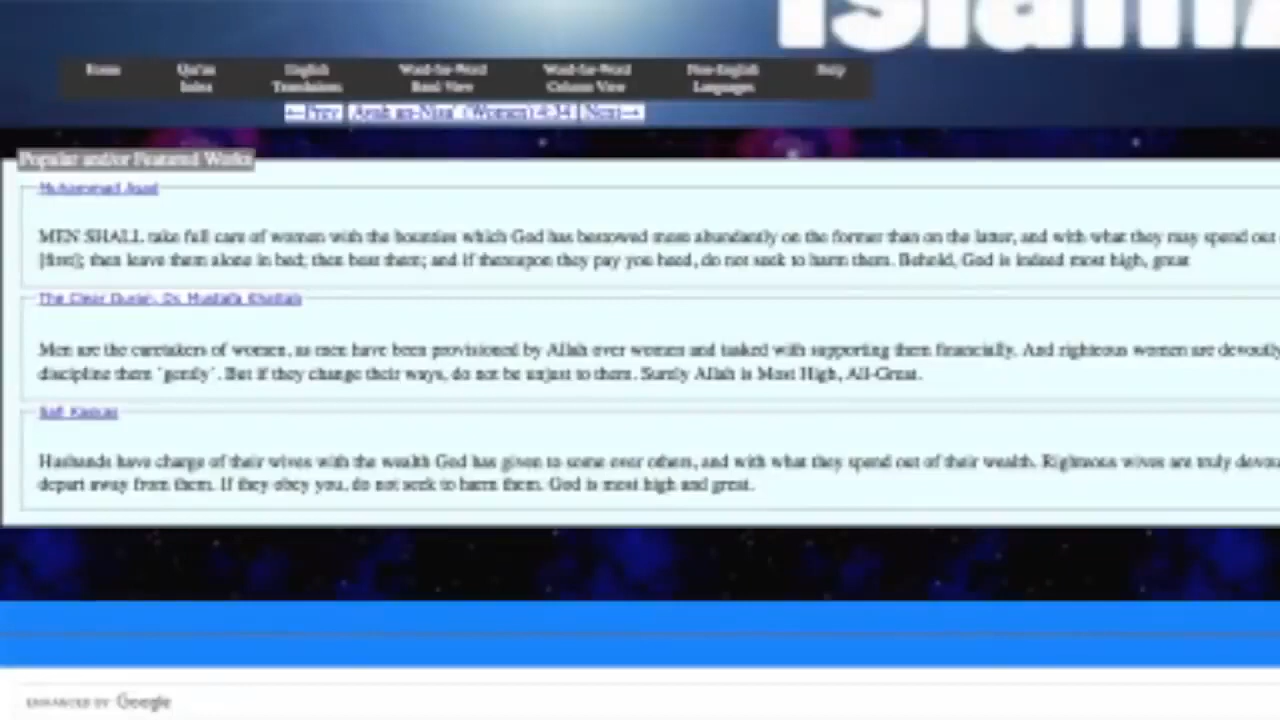 Islami
Home
Qur'an Index
English Translations
Word-for-Word
Word-for-Word Column View
Non-English Languages
Help
←Prev | (Women) 4:34 | Next→
Popular and/or Featured Works
Muhammad Asad
MEN SHALL take full care of women with the bounties which God has bestowed more abundantly on the former than on the latter, and with what they may spend out
[first]; then leave them alone in bed; then beat them; and if thereupon they pay you heed, do not seek to harm them. Behold, God is indeed most high, great
The Clear Quran, Dr. Mustafa Khattab
Men are the caretakers of women, as men have been provisioned by Allah over women and tasked with supporting them financially. And righteous women are devoutly
discipline them ˹gently˺. But if they change their ways, do not be unjust to them. Surely Allah is Most High, All-Great.
Safi Kaskas
Husbands have charge of their wives with the wealth God has given to some over others, and with what they spend out of their wealth. Righteous wives are truly
depart away from them. If they obey you, do not seek to harm them. God is most high and great.
ENHANCED BY Google